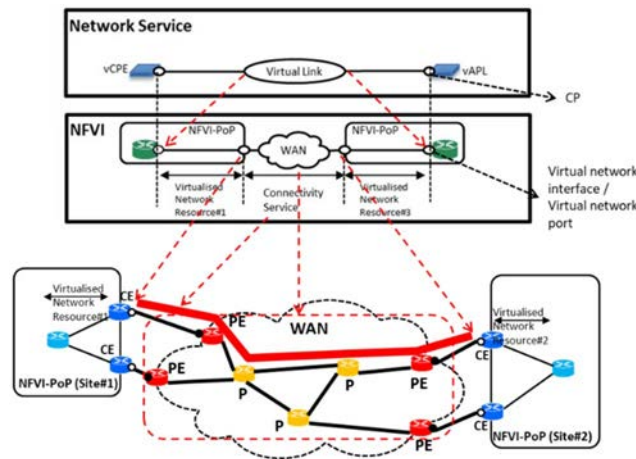 Network Service
vCPE
Virtual Link
vAPL
CP
NFVI
NFVI-PoP
NFVI-PoP
WAN
Virtualised
Network
Resource#1
Connectivity
Service
Virtualised
Network
Resource#3
Virtual network
interface /
Virtual network
port
Virtualised
Network
Resource#1
CE
PE
WAN
Virtualised
Network
Resource#2
CE
CE
PE
P
P
PE
NFVI-PoP (Site#1)
P
PE
CE
NFVI-PoP (Site#2)